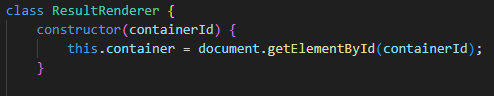 class ResultRenderer {
    constructor(containerId) {
        this.container = document.getElementById(containerId);
    }